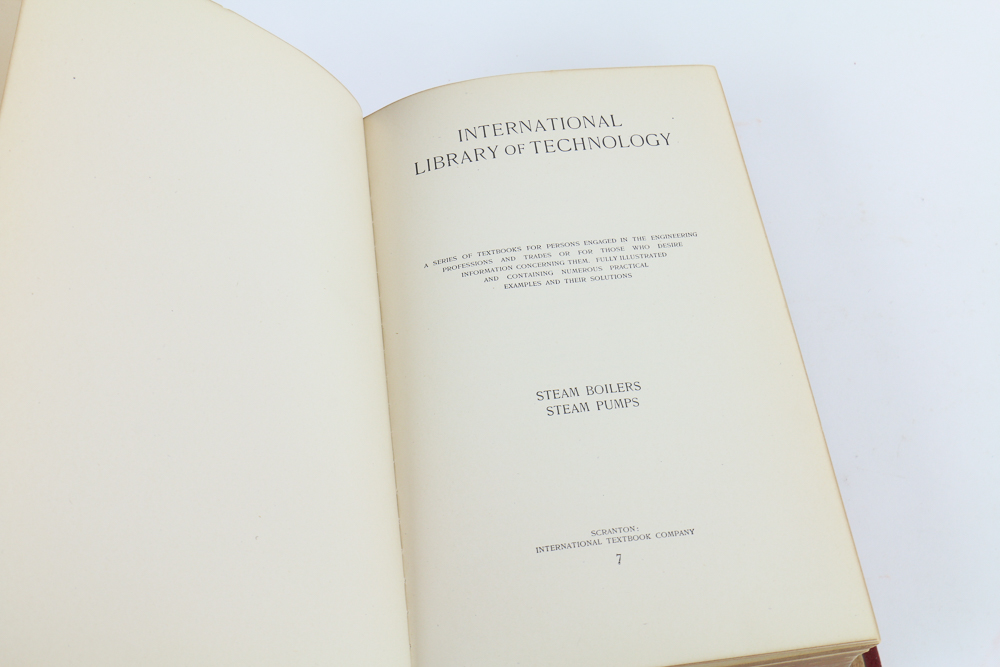 INTERNATIONAL
LIBRARY OF TECHNOLOGY
A SERIES OF TEXTBOOKS FOR PERSONS ENGAGED IN THE ENGINEERING
PROFESSIONS AND TRADES OR FOR THOSE WHO DESIRE
INFORMATION CONCERNING THEM. FULLY ILLUSTRATED
AND CONTAINING NUMEROUS PRACTICAL
EXAMPLES AND THEIR SOLUTIONS
STEAM BOILERS
STEAM PUMPS
SCRANTON:
INTERNATIONAL TEXTBOOK COMPANY
7